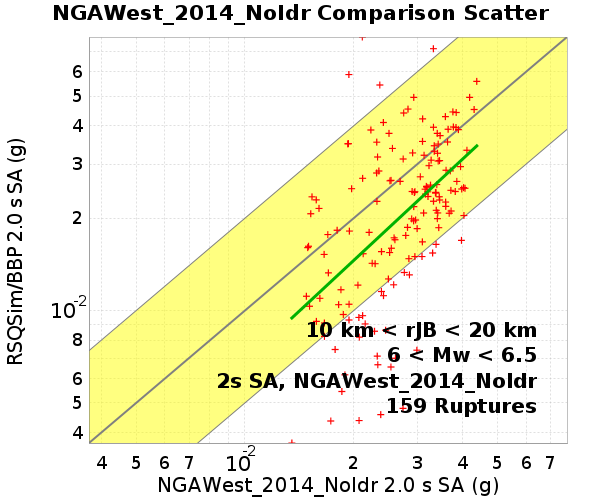 NGAWest_2014_NoIdr Comparison Scatter
RSQSim/BBP 2.0 s SA (g)
6
5
4
3
2
10-2
8
6
5
4
10 km < rJB < 20 km
6 < Mw < 6.5
2s SA, NGAWest_2014_NoIdr
159 Ruptures
4 5 6 7 10-2 2 3 4 5 6 7
NGAWest_2014_NoIdr 2.0 s SA (g)